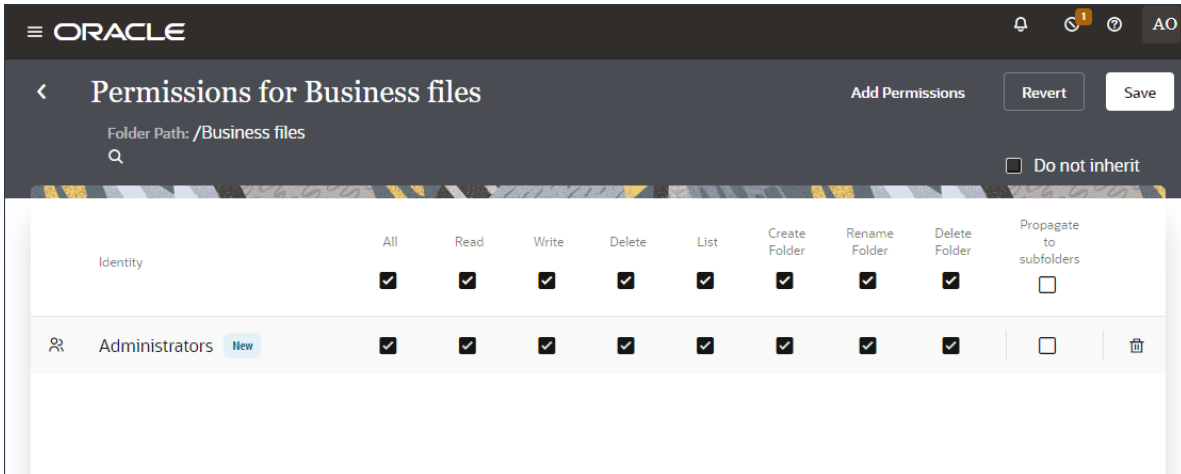 ORACLE
1
AO
Permissions for Business files
Add Permissions
Revert
Save
Folder Path: /Business files
Do not inherit
Identity
All
Read
Write
Delete
List
Create
Folder
Rename
Folder
Delete
Folder
Propagate
to
subfolders
Administrators New